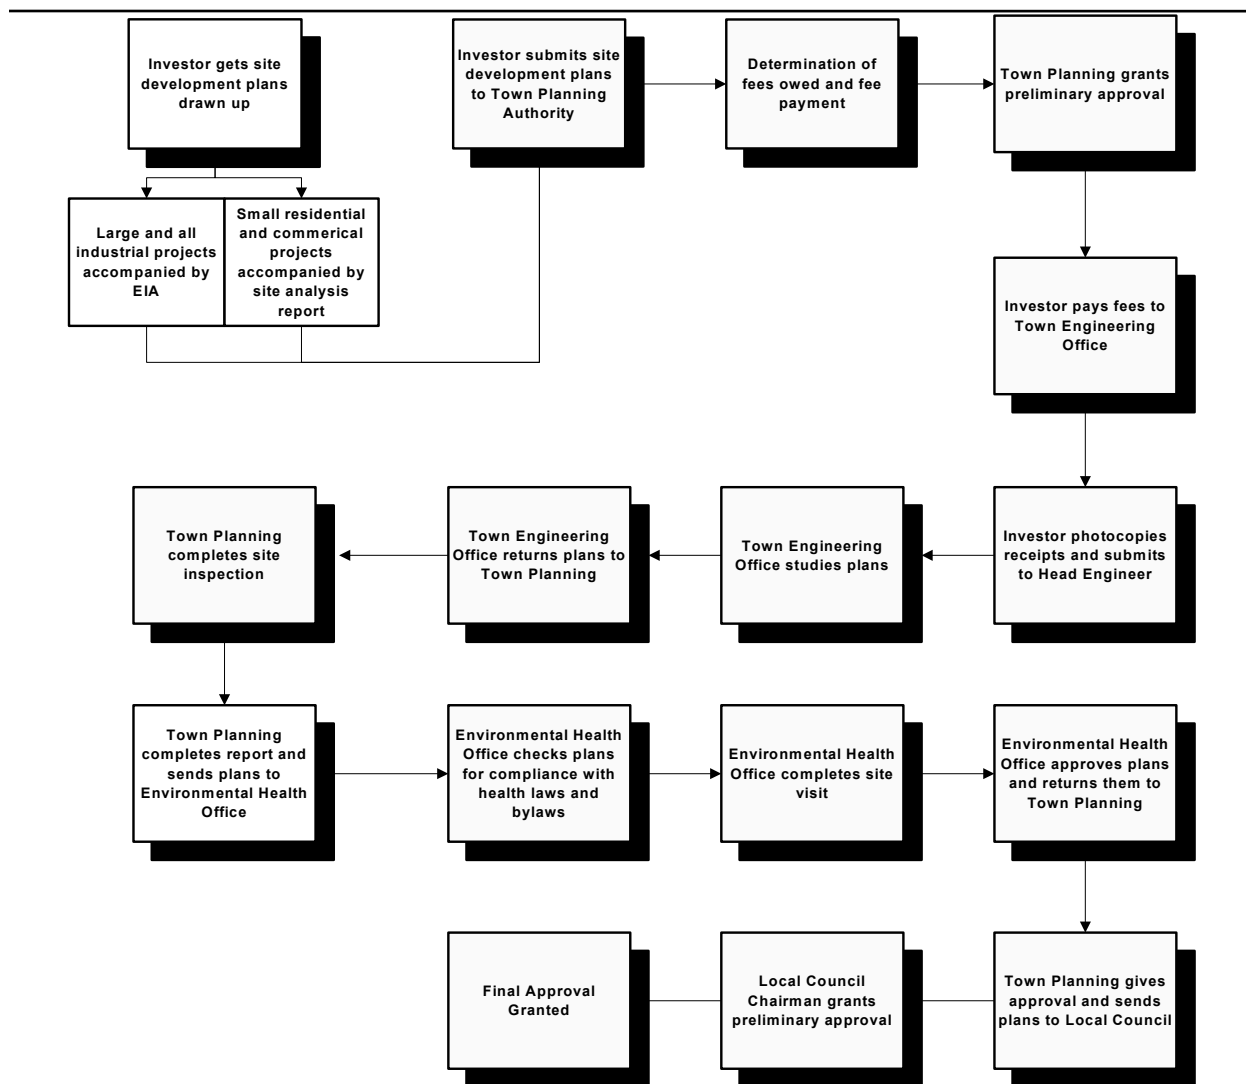 Investor gets site
development plans
drawn up
Investor submits site
development plans
to Town Planning
Authority
Determination of
fees owed and fee
payment
Town Planning grants
preliminary approval
Large and all
industrial projects
accompanied by
EIA
Small residential
and commerical
projects
accompanied by
site analysis
report
Investor pays fees to
Town Engineering
Office
Town Planning
completes site
inspection
Town Engineering
Office returns plans to
Town Planning
Town Engineering
Office studies plans
Investor photocopies
receipts and submits
to Head Engineer
Town Planning
completes report and
sends plans to
Environmental Health
Office
Environmental Health
Office checks plans
for compliance with
health laws and
bylaws
Environmental Health
Office completes site
visit
Environmental Health
Office approves plans
and returns them to
Town Planning
Final Approval
Granted
Local Council
Chairman grants
preliminary approval
Town Planning gives
approval and sends
plans to Local Council